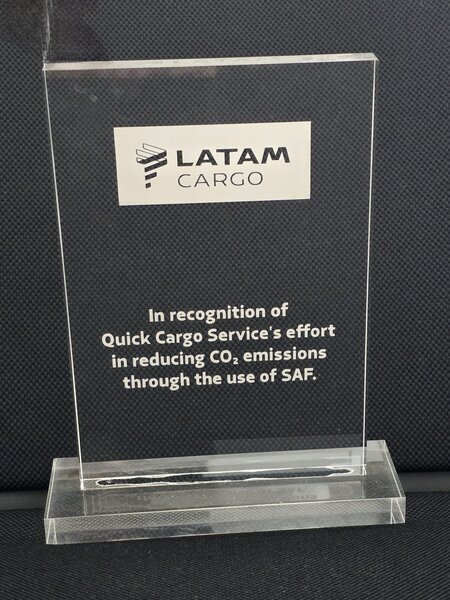 LATAM
CARGO
In recognition of
Quick Cargo Service's effort
in reducing CO₂ emissions
through the use of SAF.